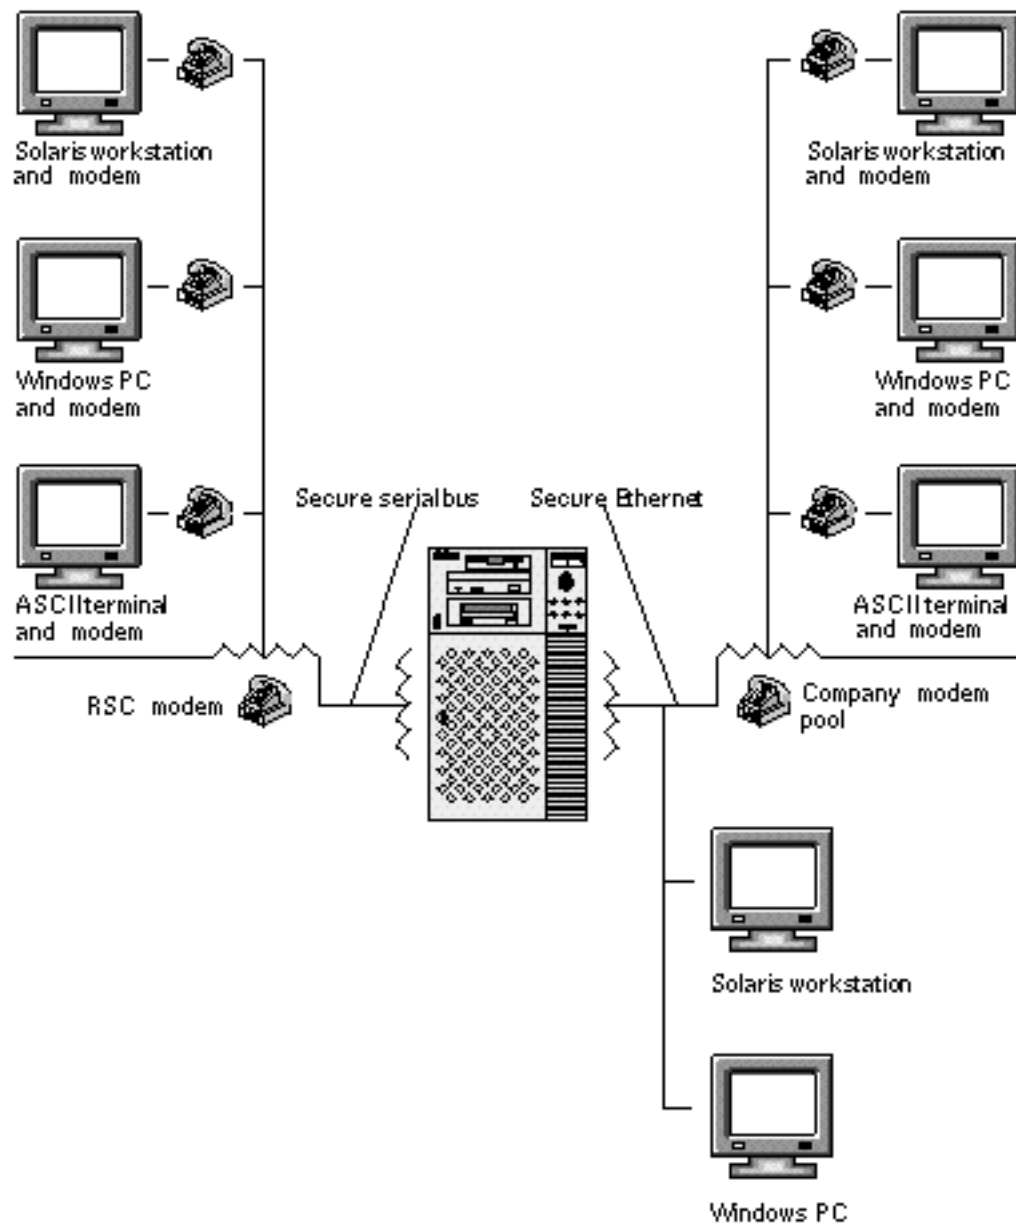 Solaris workstation
and modem
Solaris workstation
and modem
Windows PC
and modem
Windows PC
and modem
Secure serial bus
Secure Ethernet
ASCII terminal
and modem
ASCII terminal
and modem
RSC modem
Company modem
pool
Solaris workstation
Windows PC